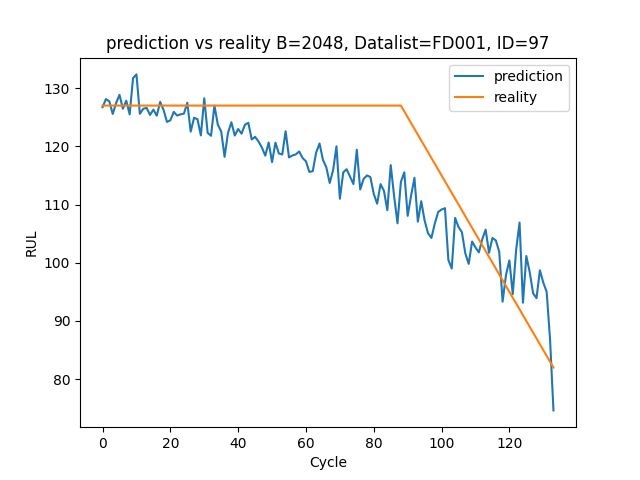 prediction vs reality B=2048, Datalist=FD001, ID=97
prediction
reality
130
120
110
100
90
80
RUL
0 20 40 60 80 100 120
Cycle